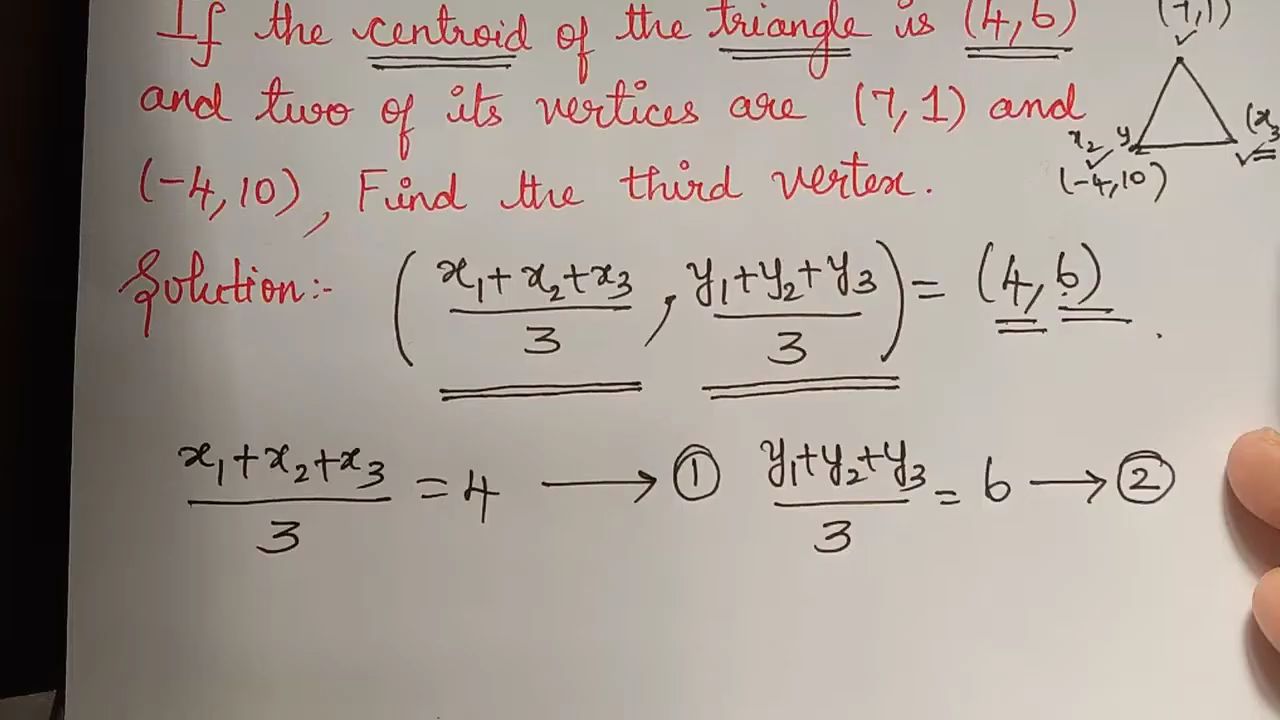 If the centroid of the triangle is (4,6)
and two of its vertices are (7,1) and
(-4,10), Find the third vertex.
(7,1)
x₂, y
(x₃
(-4,10)
Solution:- ( x₁+x₂+x₃ / 3 , y₁+y₂+y₃ / 3 ) = (4,6)
x₁+x₂+x₃ / 3 = 4 ⟶ ① y₁+y₂+y₃ / 3 = 6 ⟶ ②